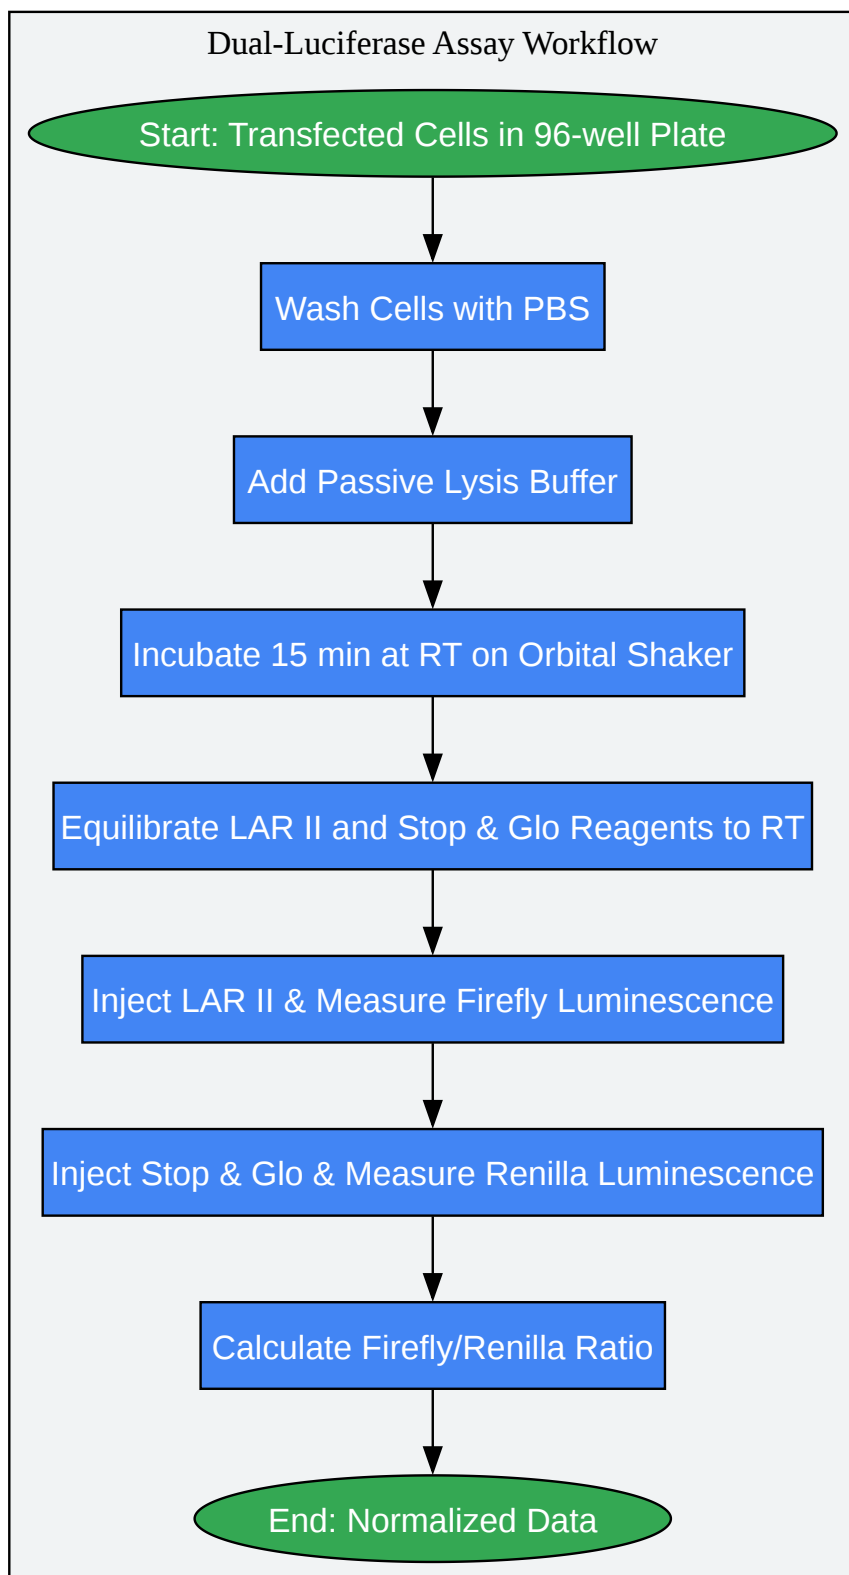 Dual-Luciferase Assay Workflow
Start: Transfected Cells in 96-well Plate
Wash Cells with PBS
Add Passive Lysis Buffer
Incubate 15 min at RT on Orbital Shaker
Equilibrate LAR II and Stop & Glo Reagents to RT
Inject LAR II & Measure Firefly Luminescence
Inject Stop & Glo & Measure Renilla Luminescence
Calculate Firefly/Renilla Ratio
End: Normalized Data